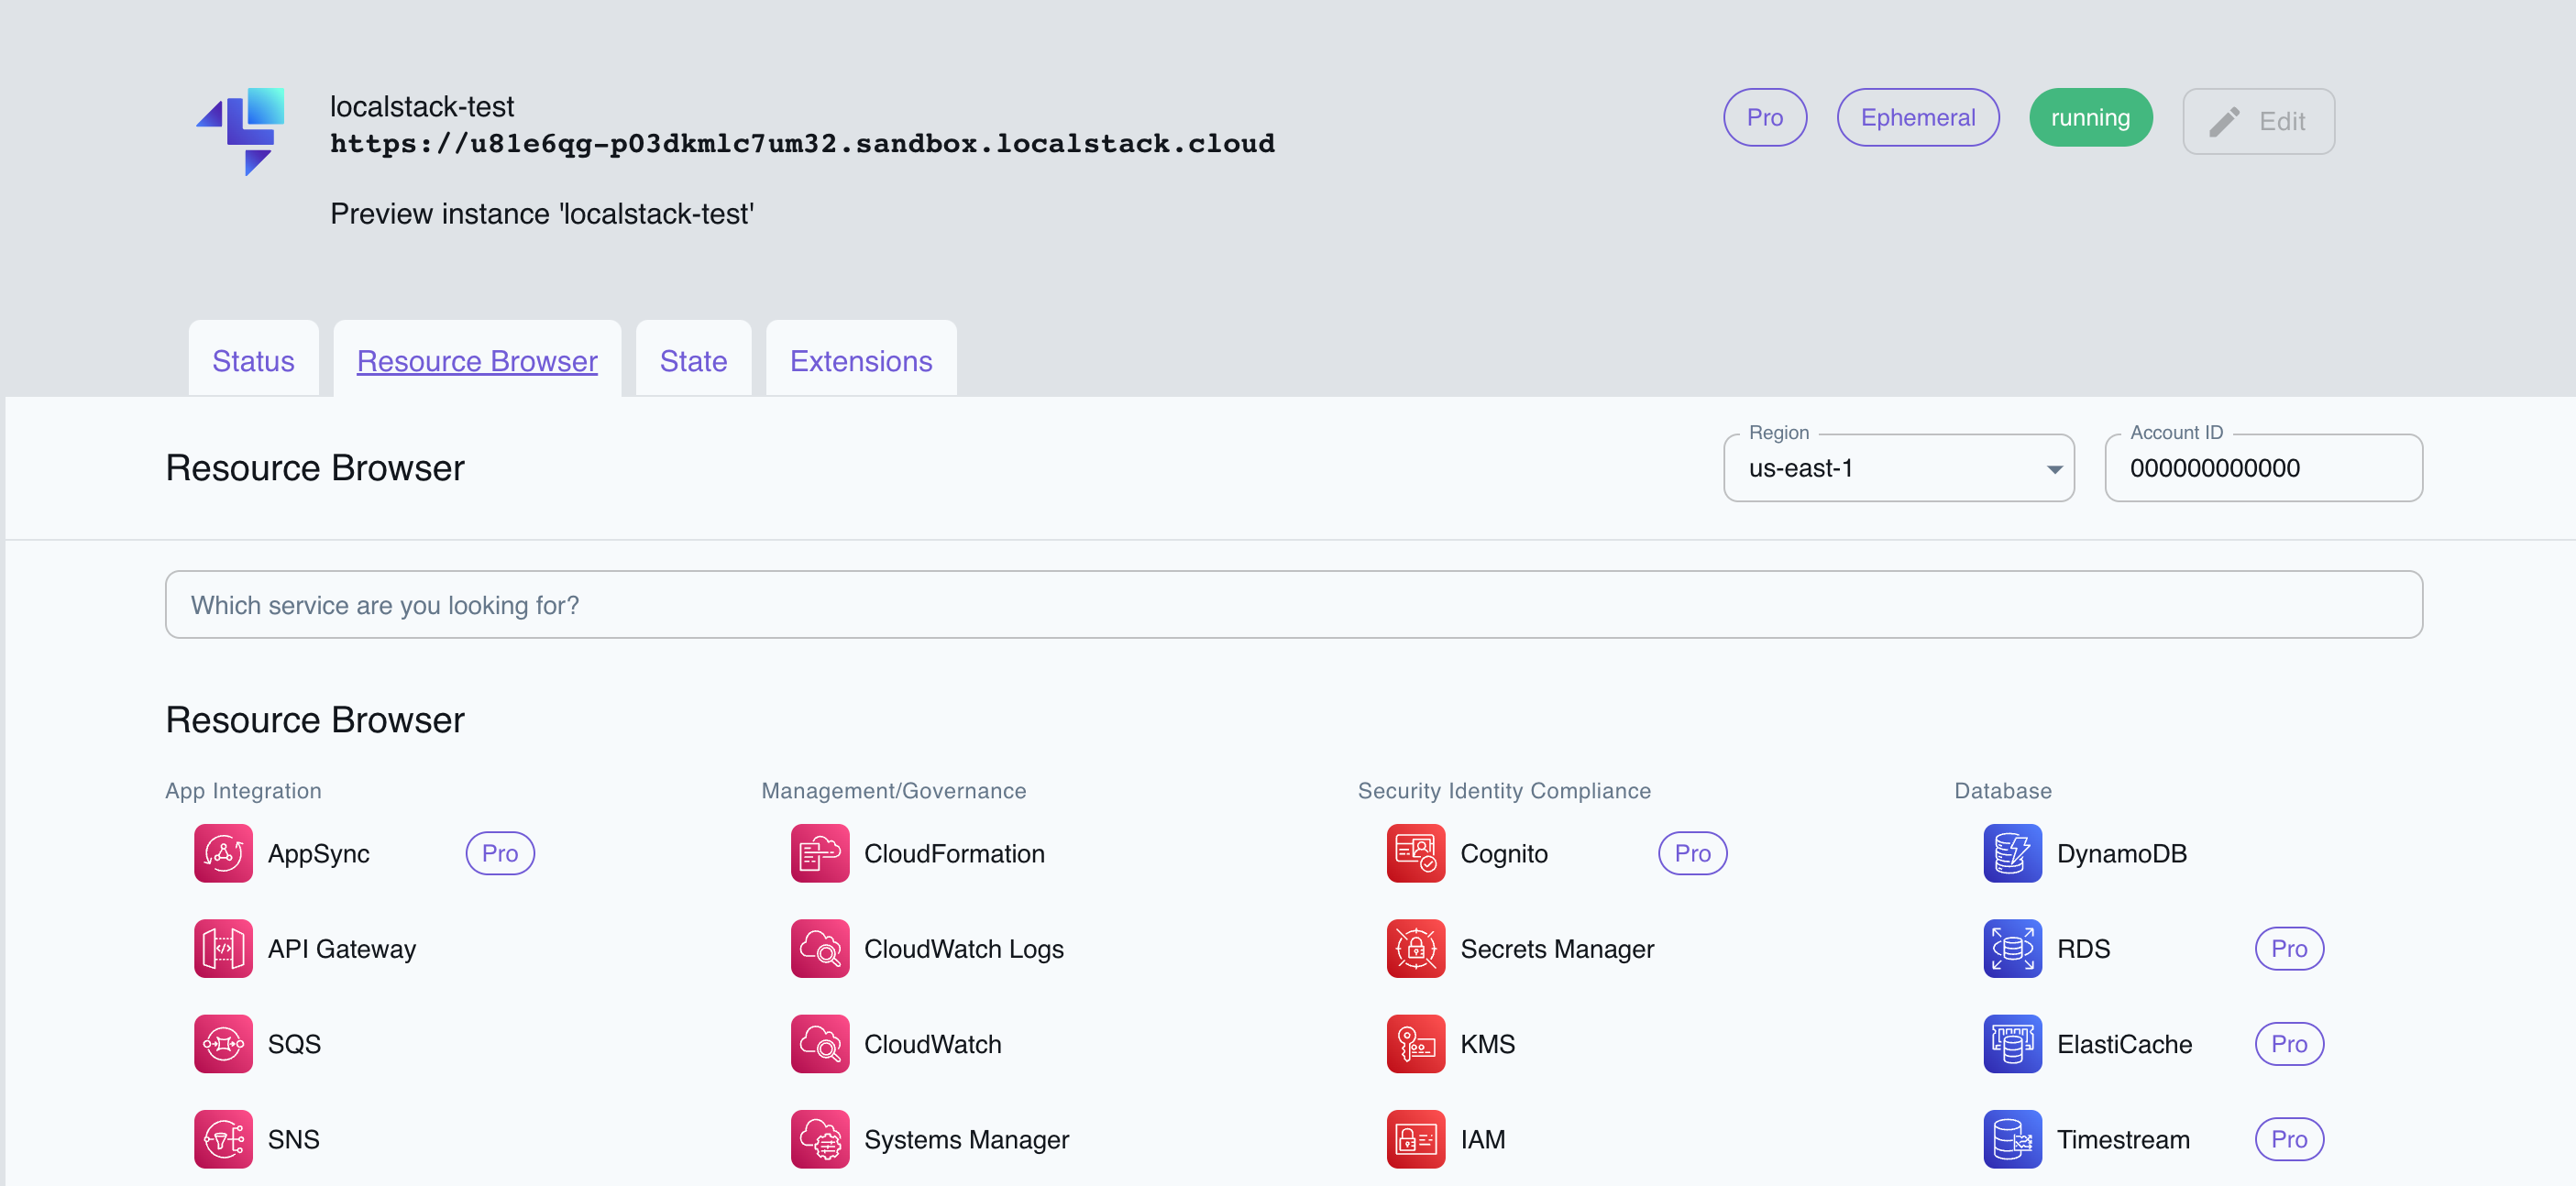 localstack-test
https://u81e6qg-p03dkmlc7um32.sandbox.localstack.cloud
Preview instance 'localstack-test'
Pro
Ephemeral
running
Edit
Status
Resource Browser
State
Extensions
Resource Browser
Region
us-east-1
Account ID
000000000000
Which service are you looking for?
Resource Browser
App Integration
AppSync
Pro
API Gateway
SQS
SNS
Management/Governance
CloudFormation
CloudWatch Logs
CloudWatch
Systems Manager
Security Identity Compliance
Cognito
Pro
Secrets Manager
KMS
IAM
Database
DynamoDB
RDS
Pro
ElastiCache
Pro
Timestream
Pro